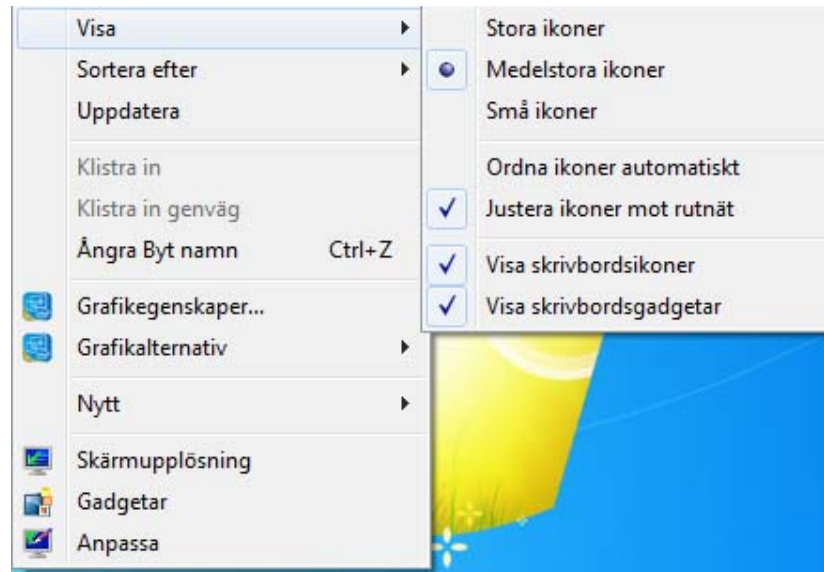 Visa
Sortera efter
Uppdatera
Klistra in
Klistra in genväg
Ångra Byt namn Ctrl+Z
Grafikegenskaper...
Grafikalternativ
Nytt
Skärmupplösning
Gadgetar
Anpassa
Stora ikoner
Medelstora ikoner
Små ikoner
Ordna ikoner automatiskt
Justera ikoner mot rutnät
Visa skrivbordsikoner
Visa skrivbordsgadgetar